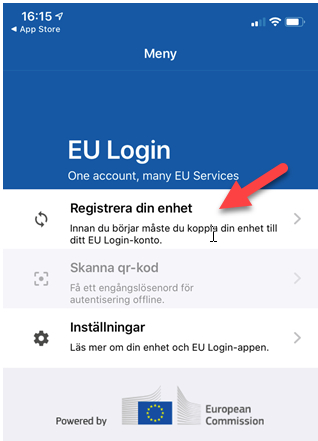 16:15
App Store
Meny
EU Login
One account, many EU Services
Registrera din enhet
Innan du börjar måste du koppla din enhet till
ditt EU Login-konto.
Skanna qr-kod
Få ett engångslösenord för
autentisering offline.
Inställningar
Läs mer om din enhet och EU Login-appen.
Powered by
European
Commission